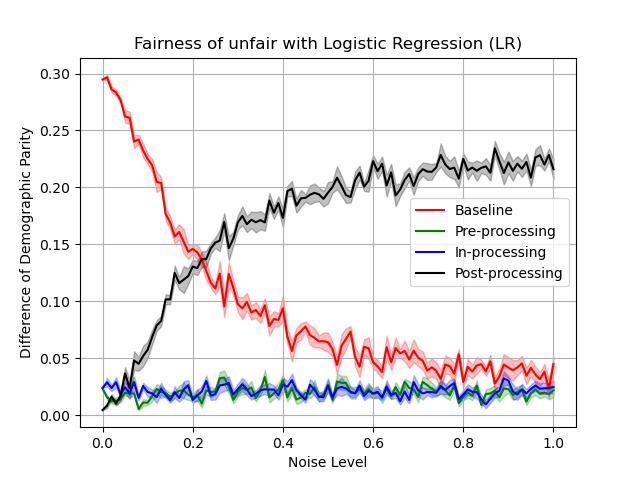 Fairness of unfair with Logistic Regression (LR)
0.30
0.25
0.20
0.15
0.10
0.05
0.00
Difference of Demographic Parity
Baseline
Pre-processing
In-processing
Post-processing
0.0 0.2 0.4 0.6 0.8 1.0
Noise Level